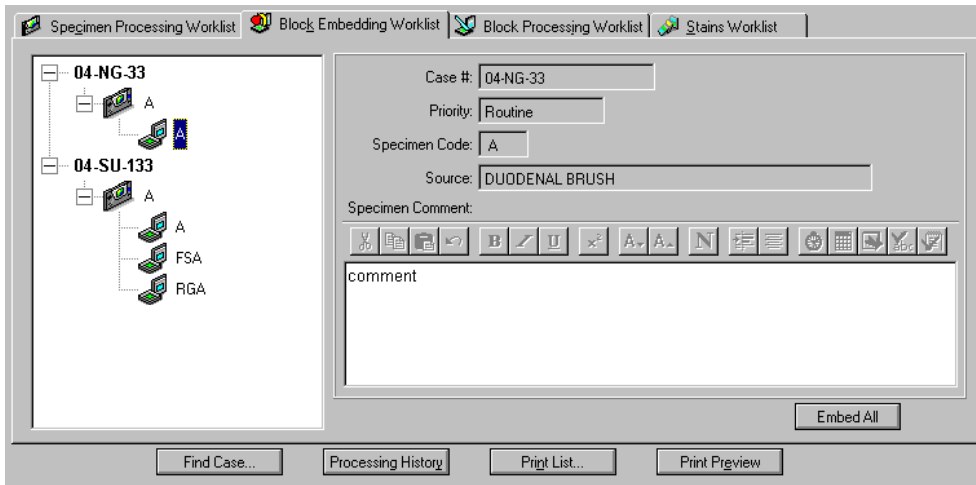 Specimen Processing Worklist Block Embedding Worklist Block Processing Worklist Stains Worklist
04-NG-33
A
A
04-SU-133
A
A
FSA
RGA
Case #: 04-NG-33
Priority: Routine
Specimen Code: A
Source: DUODENAL BRUSH
Specimen Comment:
B I U x² A A N abc
comment
Embed All
Find Case... Processing History Print List... Print Preview